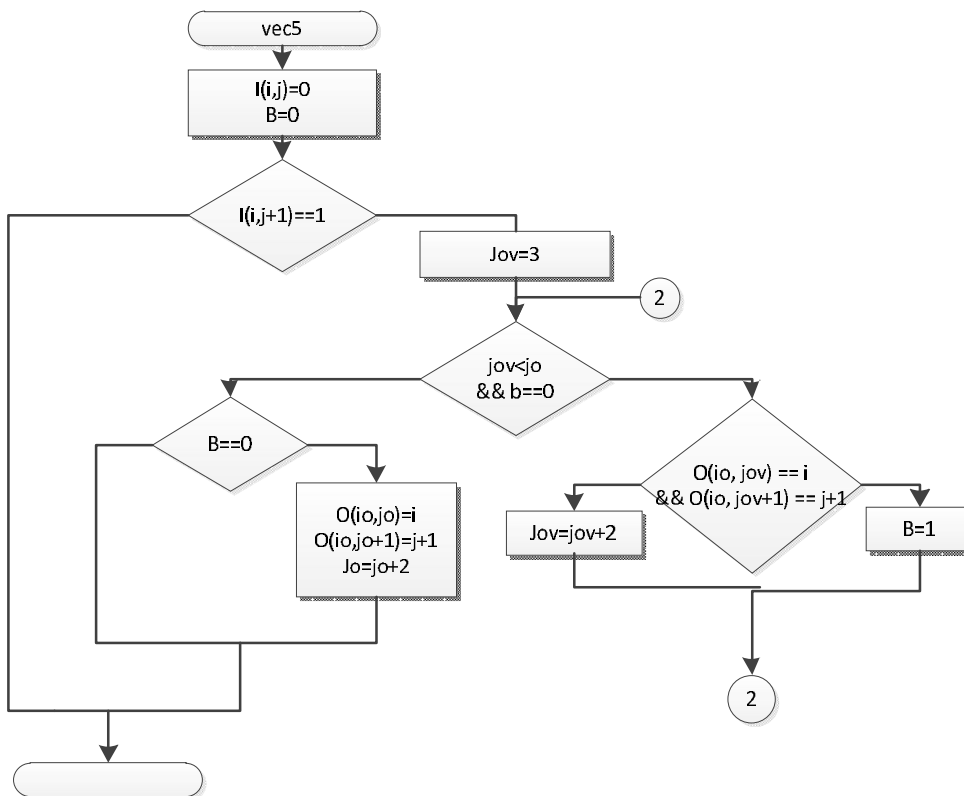 vec5
I(i,j)=0
B=0
I(i,j+1)==1
Jov=3
2
jov<jo
&& b==0
B==0
O(io,jo)=i
O(io,jo+1)=j+1
Jo=jo+2
O(io, jov) == i
&& O(io, jov+1) == j+1
Jov=jov+2
B=1
2